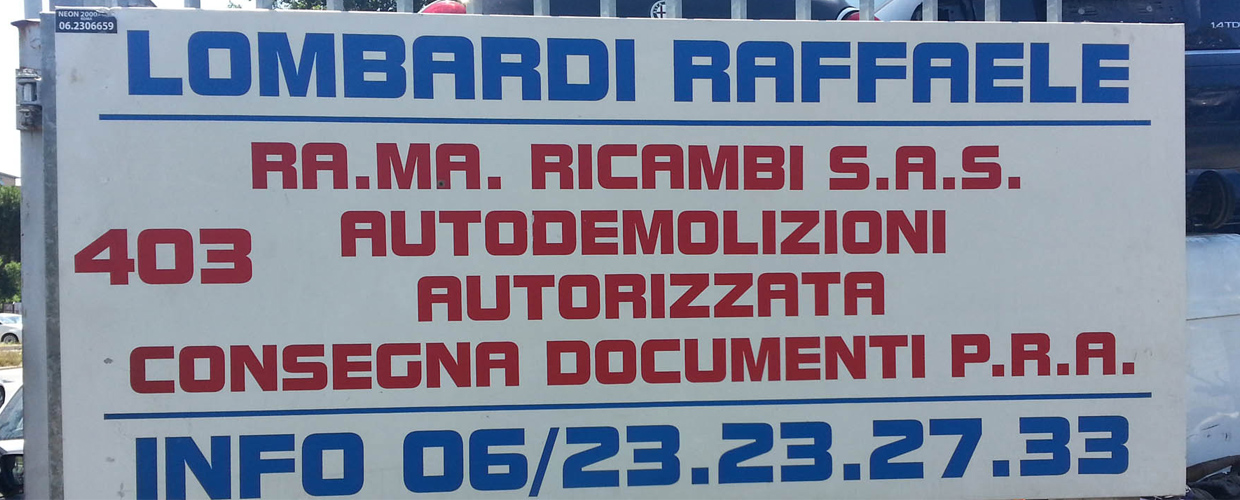 NEON 2000
06.2306659
LOMBARDI RAFFAELE
RA.MA. RICAMBI S.A.S.
403
AUTODEMOLIZIONI
AUTORIZZATA
CONSEGNA DOCUMENTI P.R.A.
INFO 06/23.23.27.33
14TD